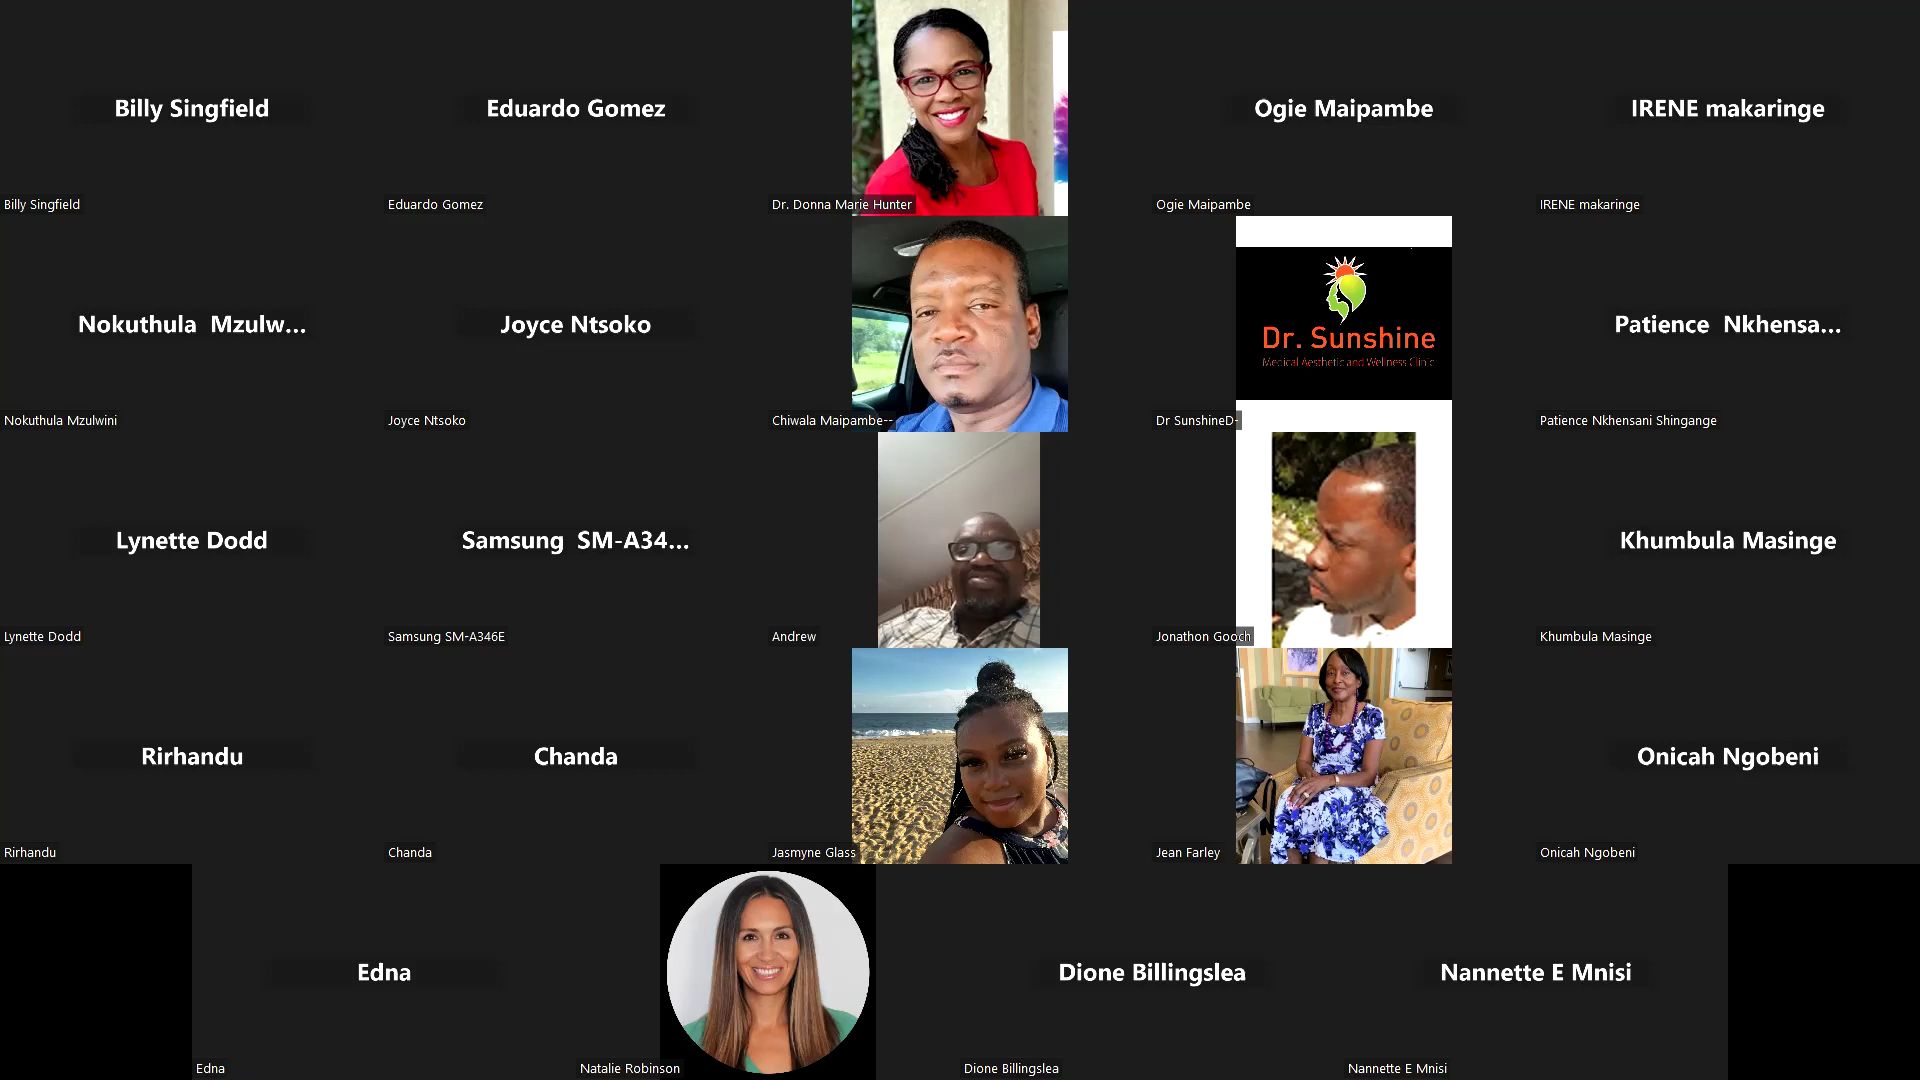 Billy Singfield
Eduardo Gomez
Ogie Maipambe
IRENE makaringe
Billy Singfield
Eduardo Gomez
Dr. Donna Marie Hunter
Ogie Maipambe
IRENE makaringe
Nokuthula Mzulw...
Joyce Ntsoko
Dr. Sunshine
Medical Aesthetic and Wellness Clinic
Patience Nkhensa...
Nokuthula Mzulwini
Joyce Ntsoko
Chiwala Maipambe--
Dr SunshineD-
Patience Nkhensani Shingange
Lynette Dodd
Samsung SM-A34...
Khumbula Masinge
Lynette Dodd
Samsung SM-A346E
Andrew
Jonathon Gooch
Khumbula Masinge
Rirhandu
Chanda
Onicah Ngobeni
Rirhandu
Chanda
Jasmyne Glass
Jean Farley
Onicah Ngobeni
Edna
Dione Billingslea
Nannette E Mnisi
Edna
Natalie Robinson
Dione Billingslea
Nannette E Mnisi